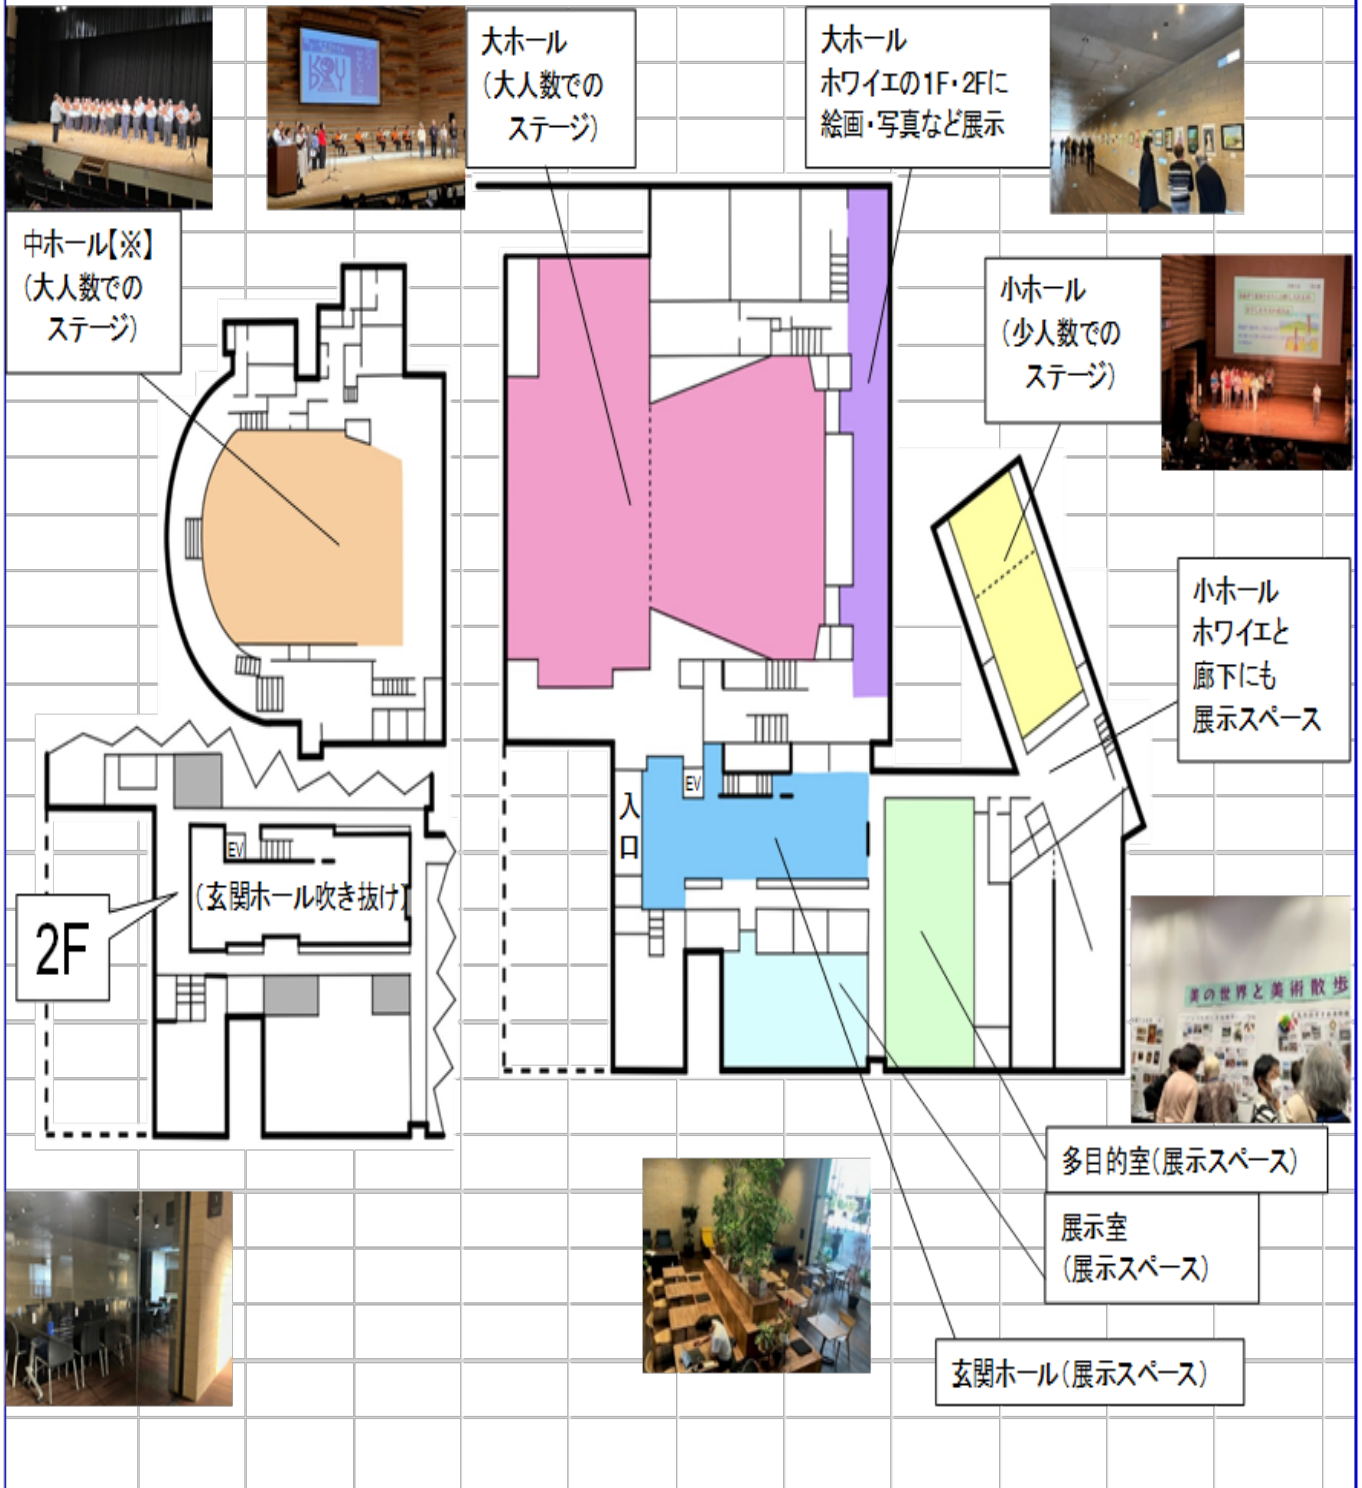 大ホール
(大人数での
ステージ)
大ホール
ホワイエの1F・2Fに
絵画・写真など展示
中ホール【※】
(大人数での
ステージ)
小ホール
(少人数での
ステージ)
小ホール
ホワイエと
廊下にも
展示スペース
EV
入口
EV
(玄関ホール吹き抜け)
2F
美の世界と美術散歩
多目的室(展示スペース)
展示室
(展示スペース)
玄関ホール(展示スペース)